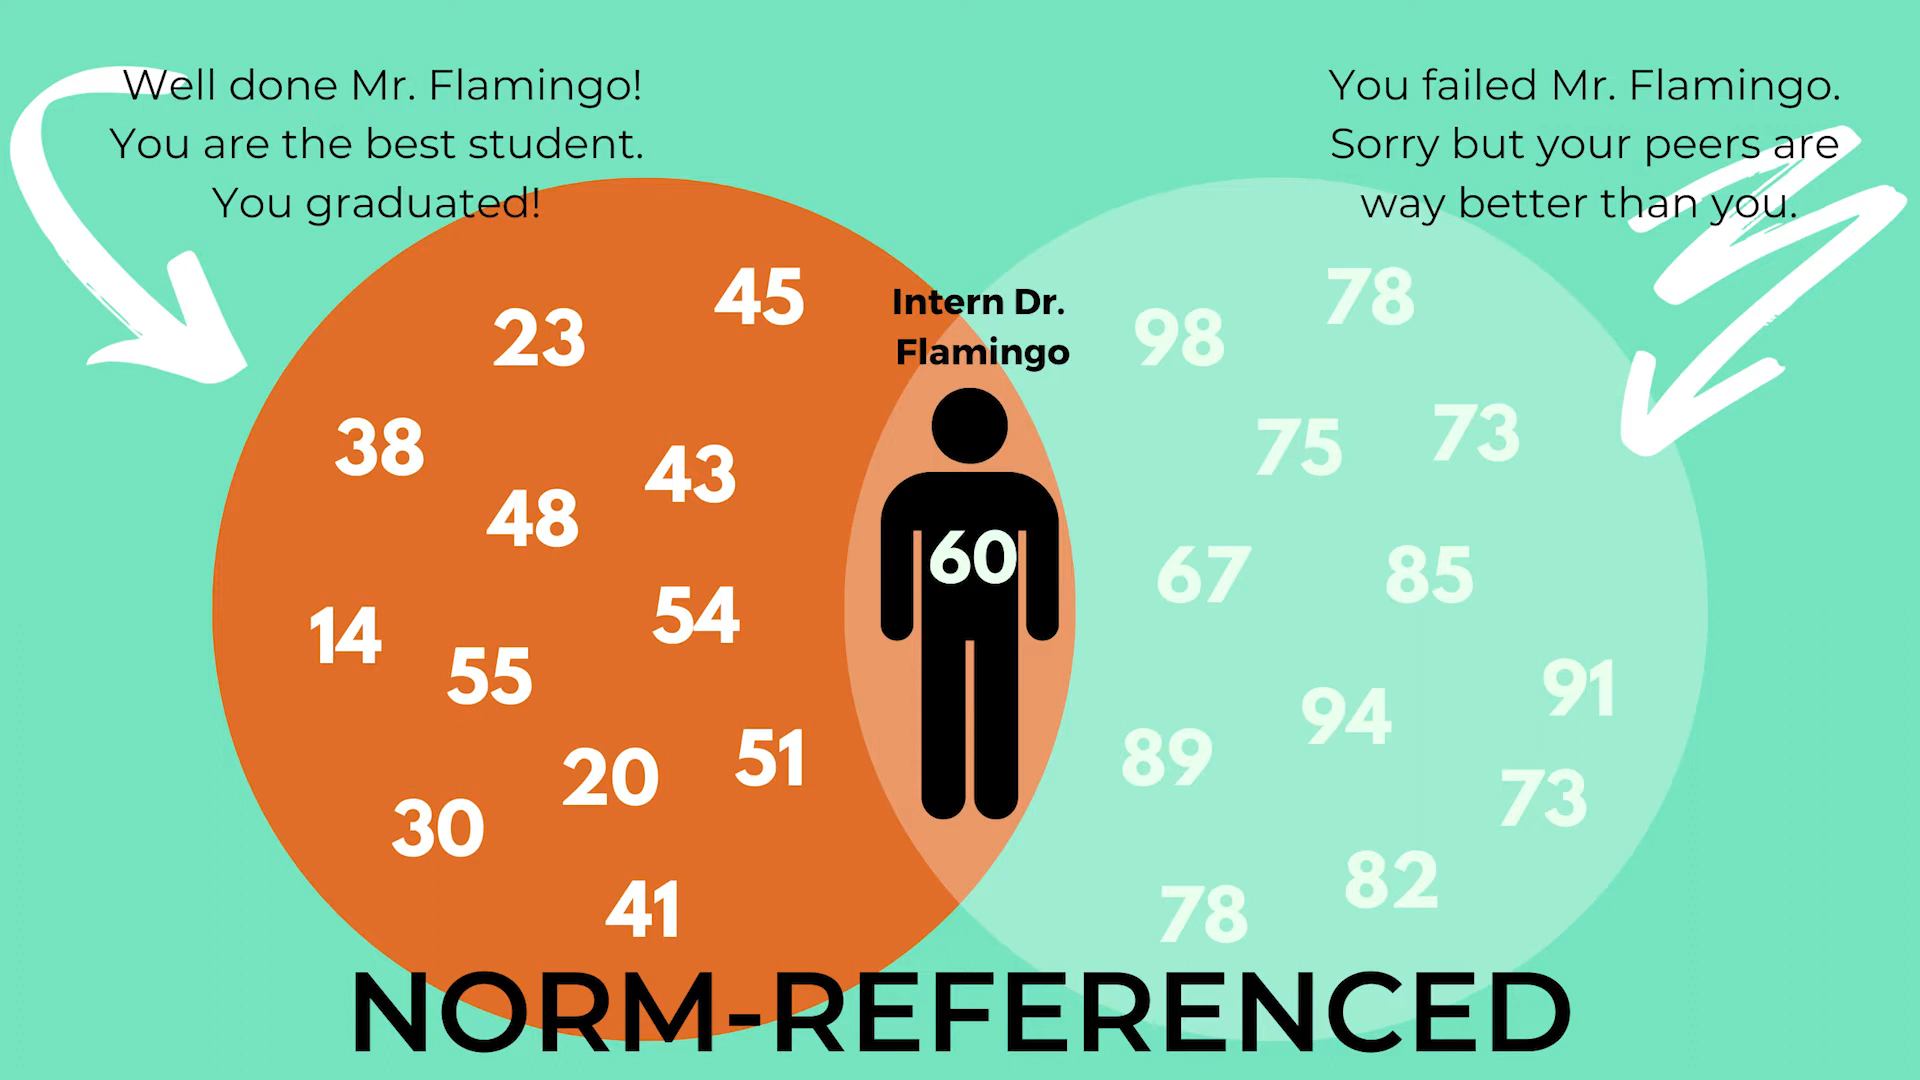 Well done Mr. Flamingo!
You are the best student.
You graduated!
You failed Mr. Flamingo.
Sorry but your peers are
way better than you.
Intern Dr.
Flamingo
23
45
38
43
48
14
55
54
20
51
30
41
60
98
78
75
73
67
85
94
91
89
73
82
78
NORM-REFERENCED